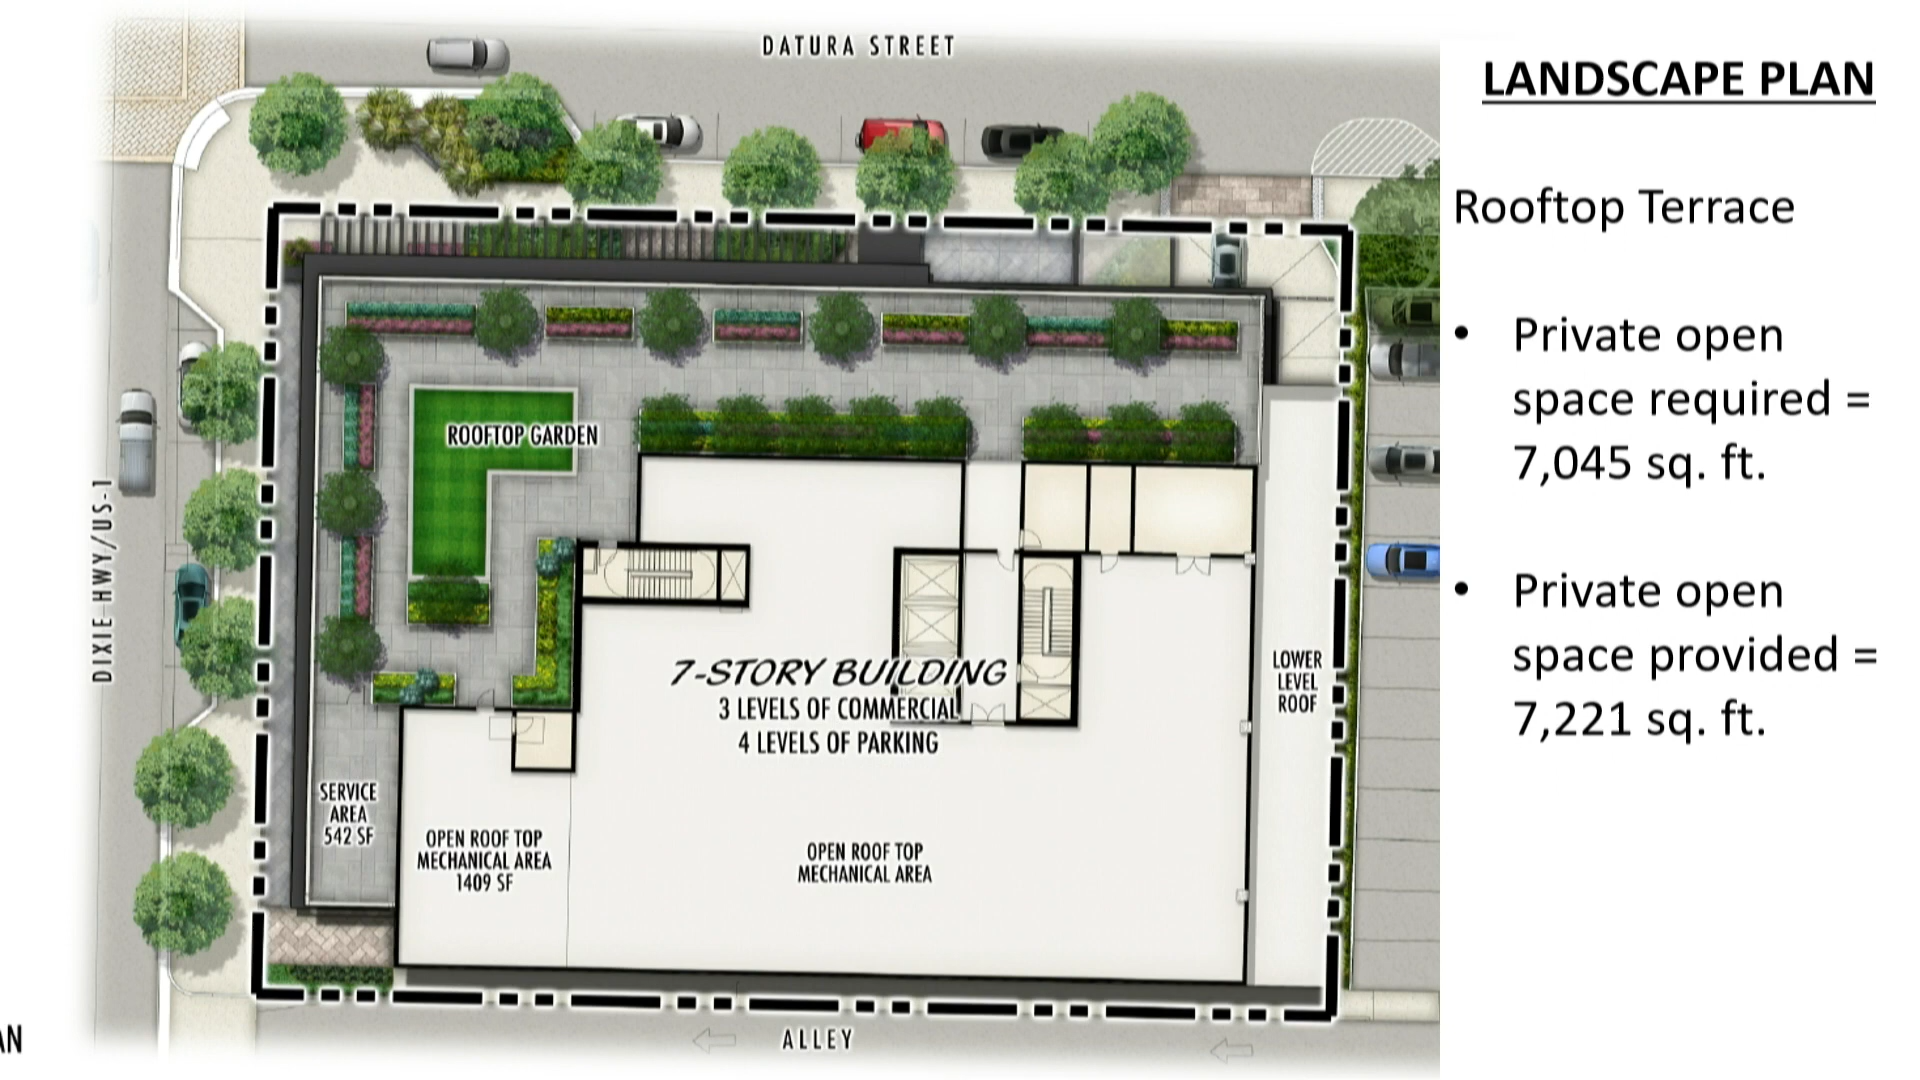 DATURA STREET
LANDSCAPE PLAN
Rooftop Terrace
• Private open
space required =
7,045 sq. ft.
• Private open
space provided =
7,221 sq. ft.
ROOFTOP GARDEN
DIXIE HWY/US-1
7-STORY BUILDING
3 LEVELS OF COMMERCIAL
4 LEVELS OF PARKING
LOWER
LEVEL
ROOF
SERVICE
AREA
542 SF
OPEN ROOF TOP
MECHANICAL AREA
1409 SF
OPEN ROOF TOP
MECHANICAL AREA
ALLEY